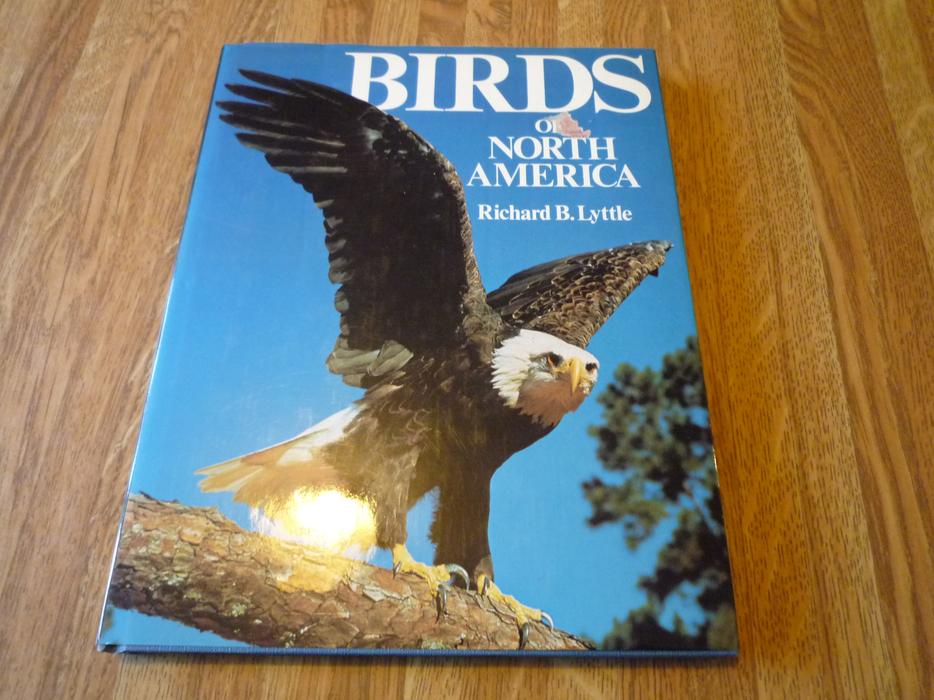 BIRDS
OF
NORTH
AMERICA
Richard B. Lyttle